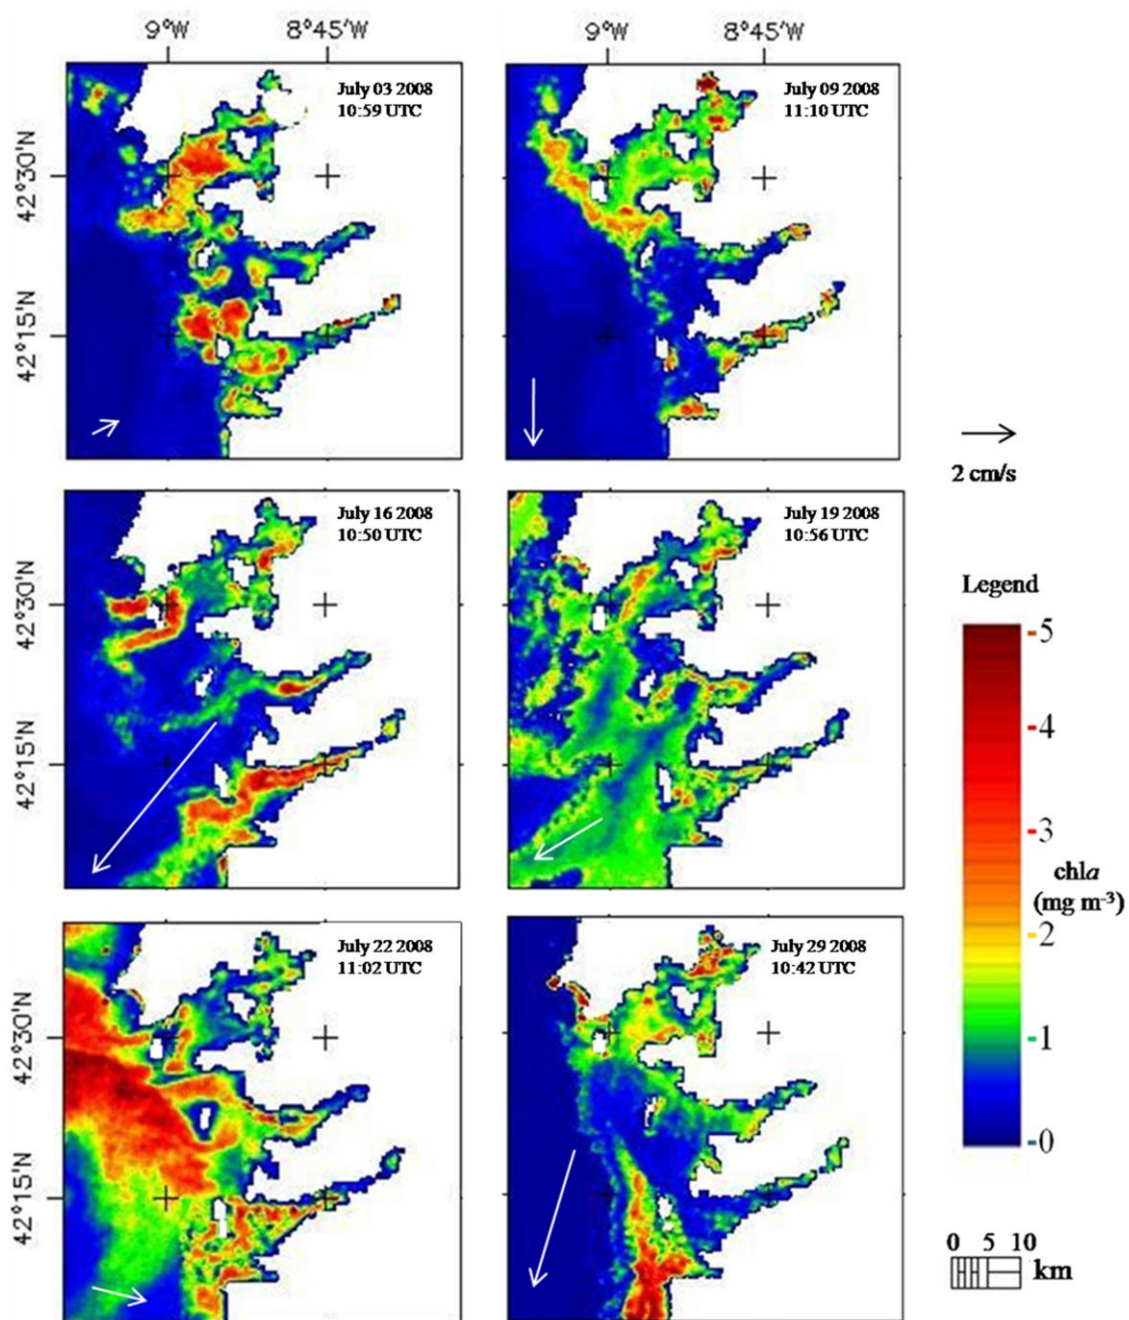 9°W 8°45'W
9°W 8°45'W
July 03 2008
10:59 UTC
July 09 2008
11:10 UTC
42°30'N
42°15'N
2 cm/s
July 16 2008
10:50 UTC
July 19 2008
10:56 UTC
42°30'N
42°15'N
Legend
5
4
3
chla
(mg m-3)
2
1
0
July 22 2008
11:02 UTC
July 29 2008
10:42 UTC
42°30'N
42°15'N
0 5 10
km